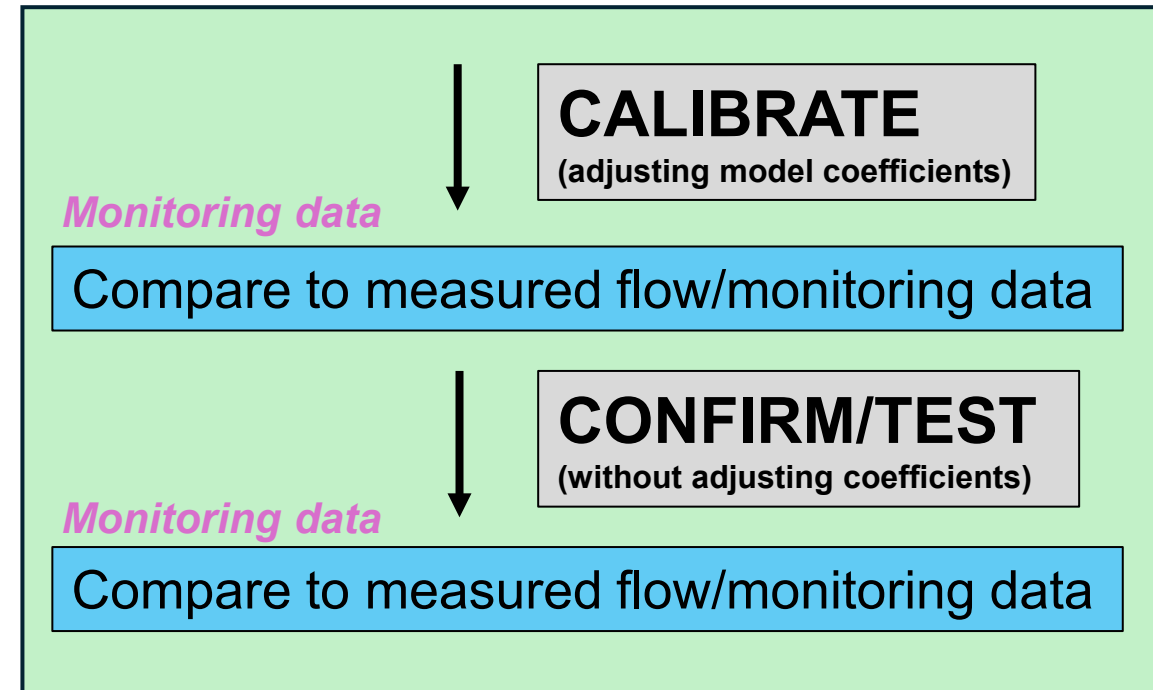 CALIBRATE
(adjusting model coefficients)
Monitoring data
Compare to measured flow/monitoring data
CONFIRM/TEST
(without adjusting coefficients)
Monitoring data
Compare to measured flow/monitoring data